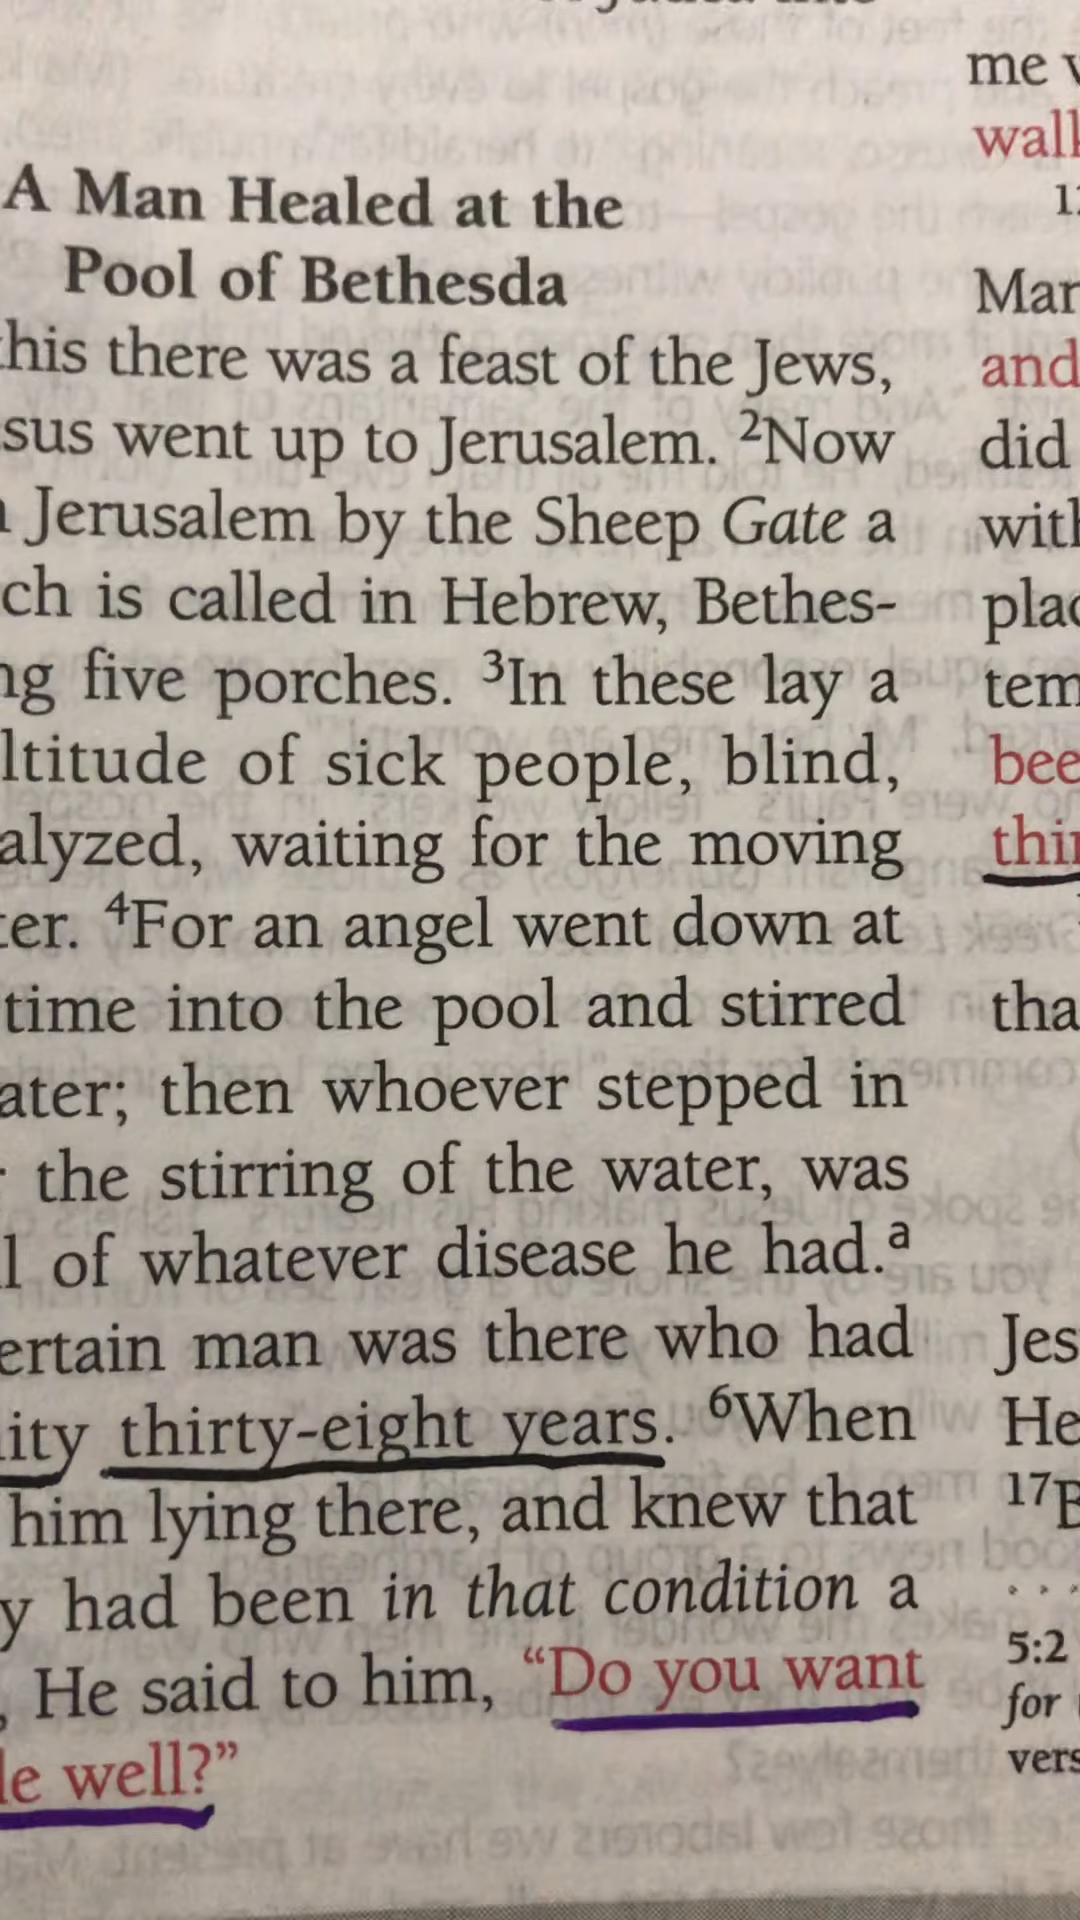 A Man Healed at the
Pool of Bethesda
this there was a feast of the Jews,
sus went up to Jerusalem. ²Now
Jerusalem by the Sheep Gate a
ch is called in Hebrew, Bethes-
ng five porches. ³In these lay a
ltitude of sick people, blind,
alyzed, waiting for the moving
ter. ⁴For an angel went down at
time into the pool and stirred
ater; then whoever stepped in
the stirring of the water, was
l of whatever disease he had.ᵃ
ertain man was there who had
ity thirty-eight years. ⁶When
him lying there, and knew that
y had been in that condition a
, He said to him, “Do you want
le well?”
me
wall
Mar
and
did
with
plac
tem
bee
thin
tha
Jes
He
¹⁷B
. . .
5:2
for
vers